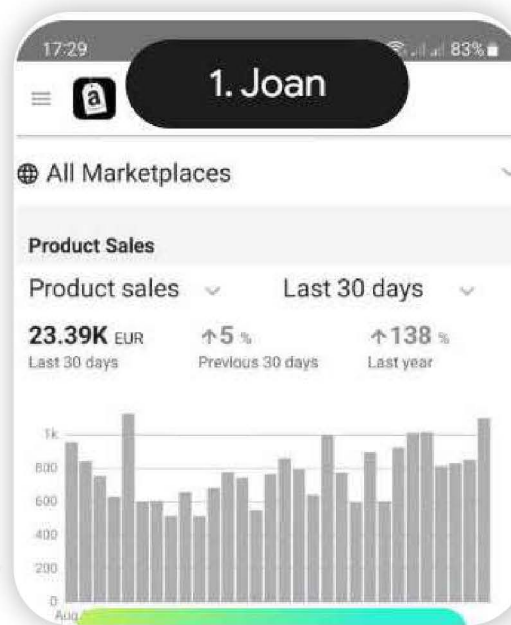 17:29 83%
1. Joan
a
All Marketplaces
Product Sales
Product sales Last 30 days
23.39K EUR ↑5 % ↑138 %
Last 30 days Previous 30 days Last year
1k
800
600
400
200
0
Aug